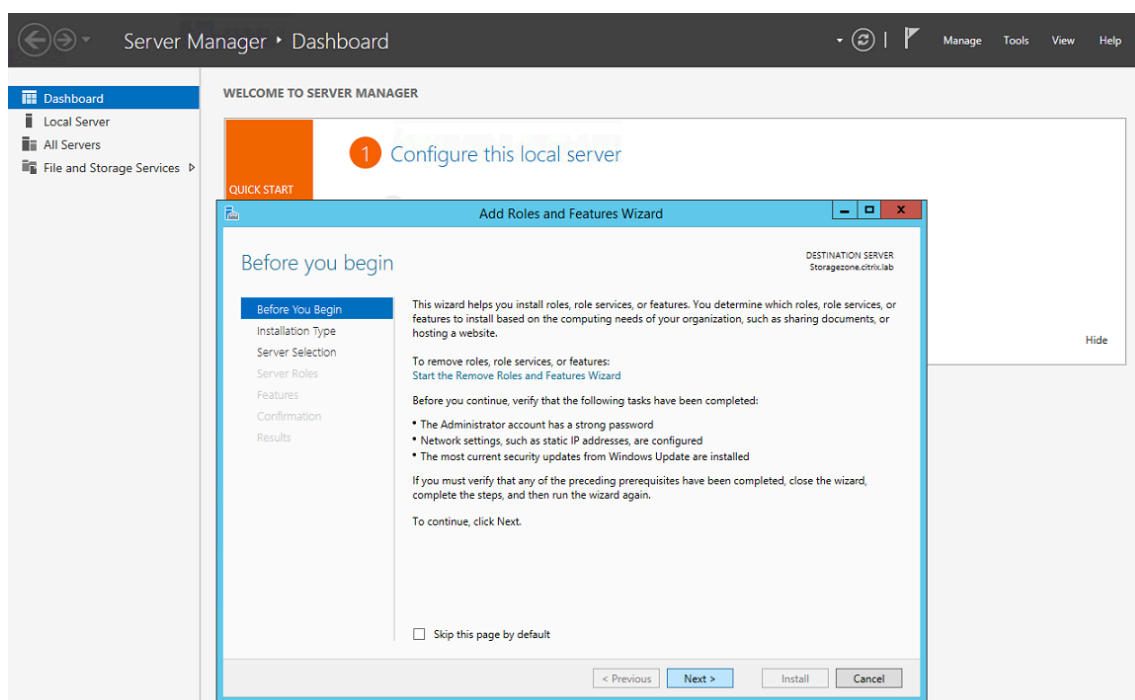 Server Manager • Dashboard
Manage Tools View Help
Dashboard
Local Server
All Servers
File and Storage Services
WELCOME TO SERVER MANAGER
QUICK START
1 Configure this local server
Hide
Add Roles and Features Wizard
Before you begin
DESTINATION SERVER
Storagezone.citrix.lab
Before You Begin
Installation Type
Server Selection
Server Roles
Features
Confirmation
Results
This wizard helps you install roles, role services, or features. You determine which roles, role services, or
features to install based on the computing needs of your organization, such as sharing documents, or
hosting a website.
To remove roles, role services, or features:
Start the Remove Roles and Features Wizard
Before you continue, verify that the following tasks have been completed:
• The Administrator account has a strong password
• Network settings, such as static IP addresses, are configured
• The most current security updates from Windows Update are installed
If you must verify that any of the preceding prerequisites have been completed, close the wizard,
complete the steps, and then run the wizard again.
To continue, click Next.
Skip this page by default
< Previous Next > Install Cancel